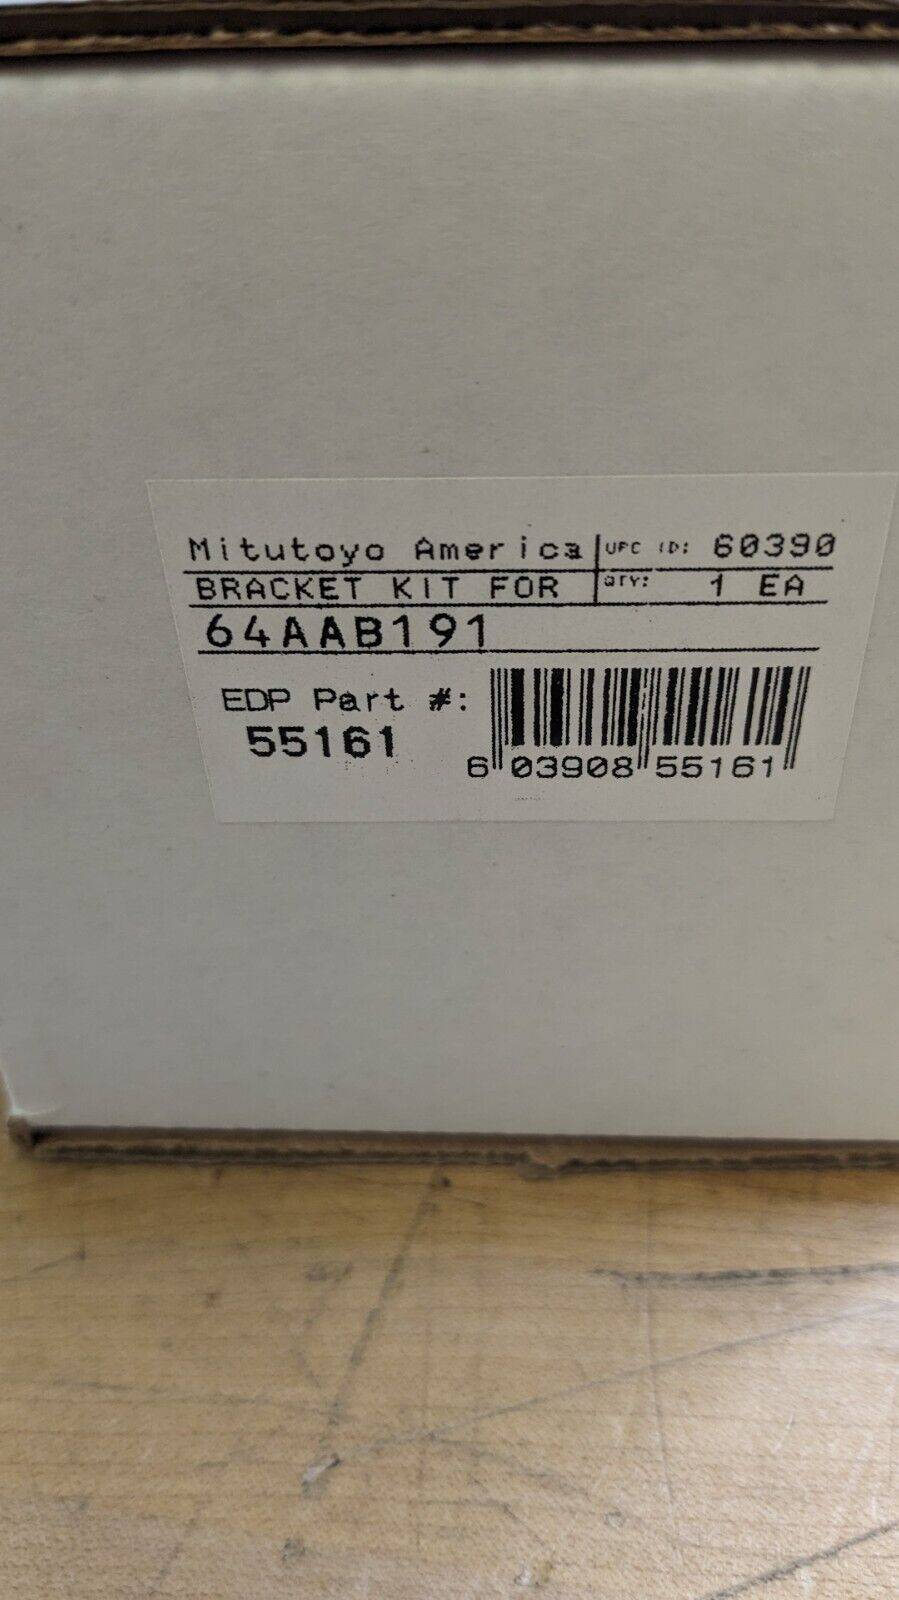 Mitutoyo America UPC ID: 60390
BRACKET KIT FOR QTY: 1 EA
64AAB191
EDP Part #:
55161
6 03908 55161